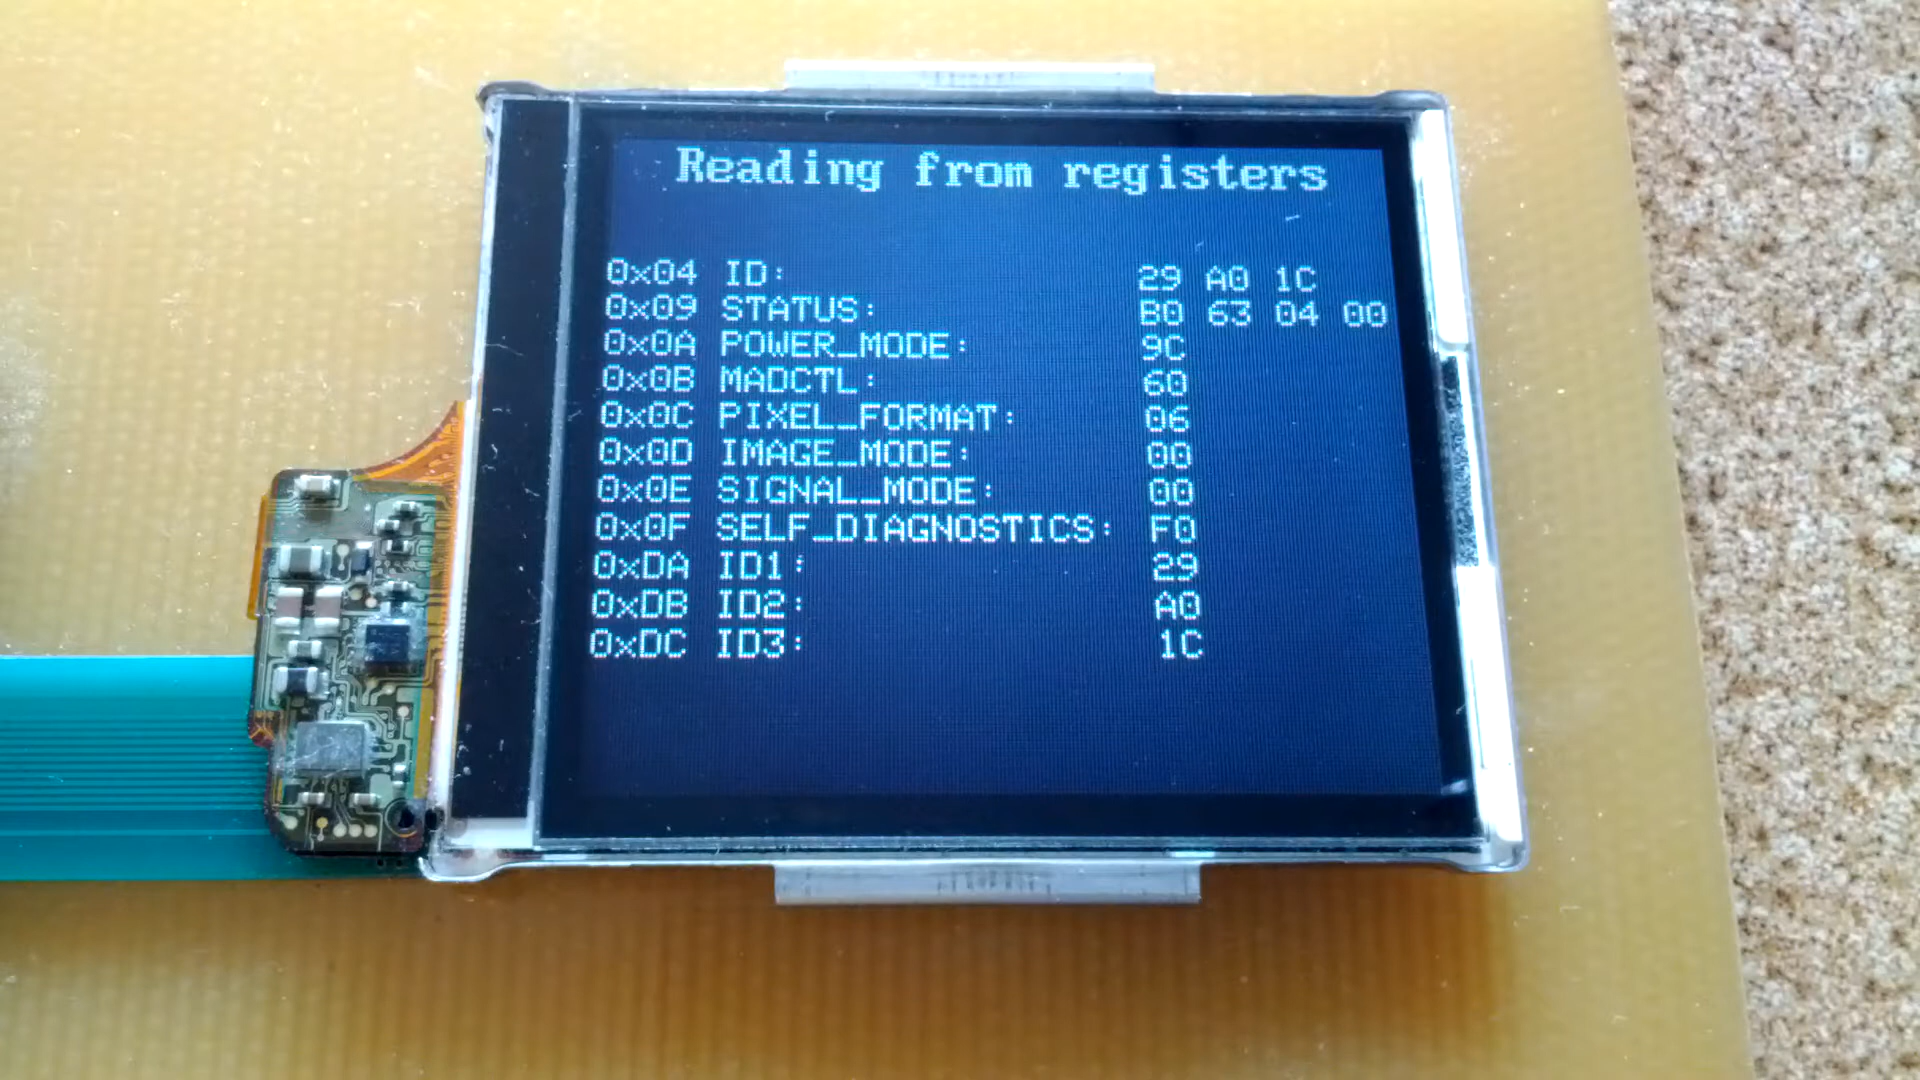 Reading from registers
0x04 ID: 29 A0 1C
0x09 STATUS: B0 63 04 00
0x0A POWER_MODE: 9C
0x0B MADCTL: 60
0x0C PIXEL_FORMAT: 06
0x0D IMAGE_MODE: 00
0x0E SIGNAL_MODE: 00
0x0F SELF_DIAGNOSTICS: F0
0xDA ID1: 29
0xDB ID2: A0
0xDC ID3: 1C